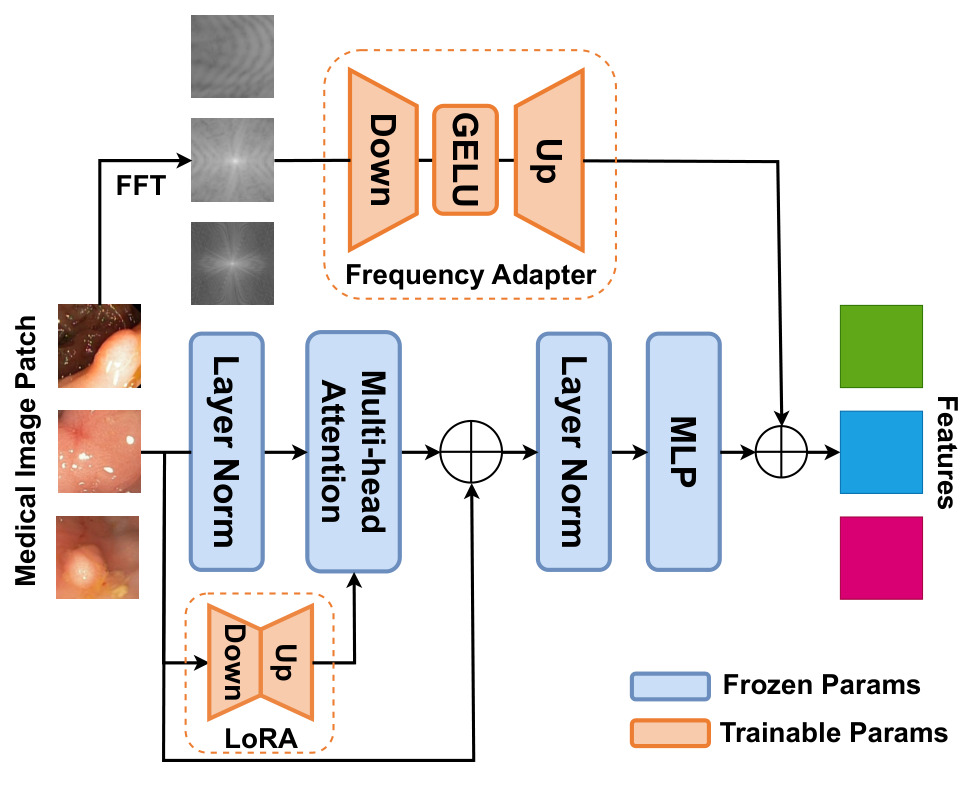 FFT
Down
GELU
Up
Frequency Adapter
Medical Image Patch
Layer Norm
Multi-head
Attention
Layer Norm
MLP
Features
Down
Up
LoRA
Frozen Params
Trainable Params